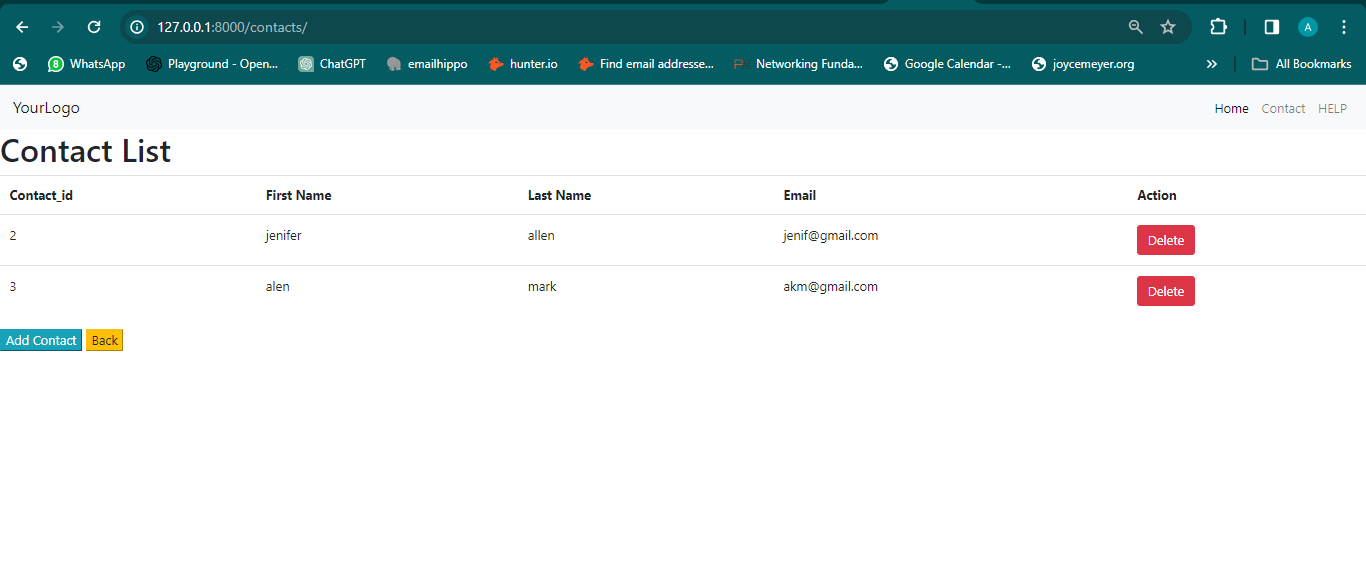 127.0.0.1:8000/contacts/ A
WhatsApp Playground - Open... ChatGPT emailhippo hunter.io Find email addresse... Networking Funda... Google Calendar -... joycemeyer.org » All Bookmarks
YourLogo Home Contact HELP
Contact List
Contact_id First Name Last Name Email Action
2 jenifer allen jenif@gmail.com Delete
3 alen mark akm@gmail.com Delete
Add Contact Back